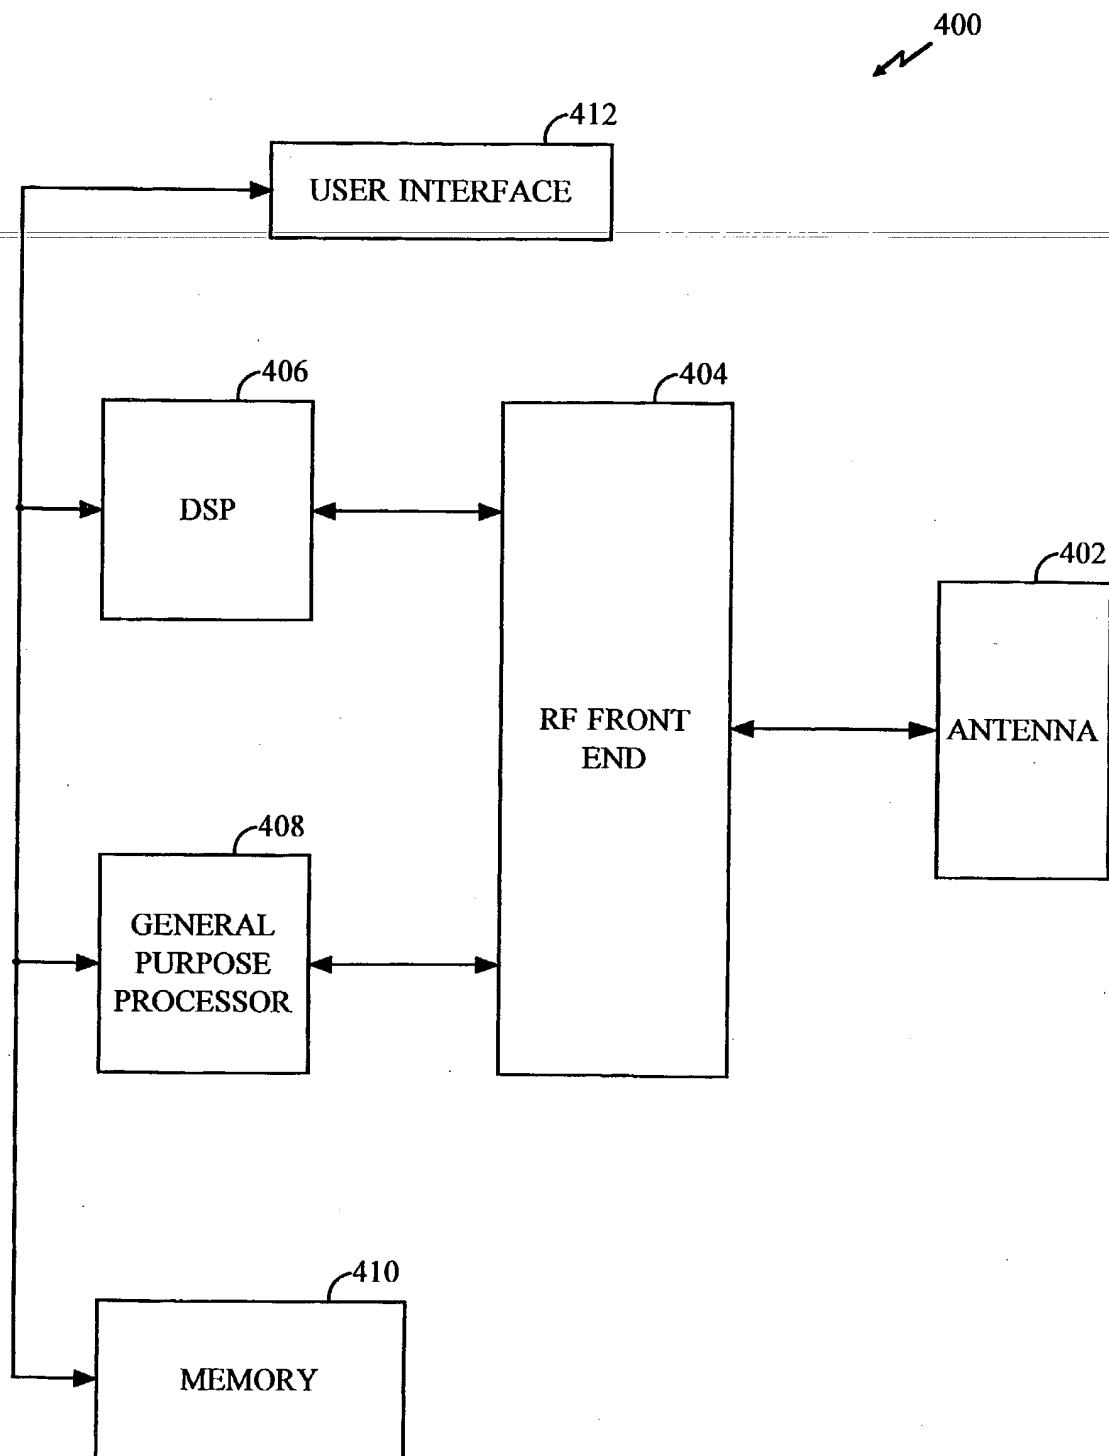 400
412
USER INTERFACE
406
404
DSP
402
RF FRONT
END
ANTENNA
408
GENERAL
PURPOSE
PROCESSOR
410
MEMORY